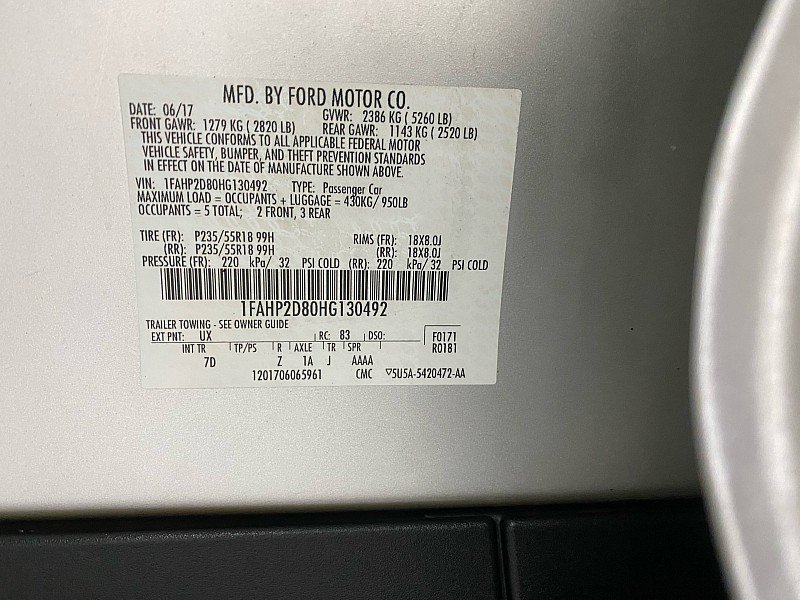 MFD. BY FORD MOTOR CO.
DATE: 06/17 GVWR: 2386 KG ( 5260 LB)
FRONT GAWR: 1279 KG ( 2820 LB) REAR GAWR: 1143 KG ( 2520 LB)
THIS VEHICLE CONFORMS TO ALL APPLICABLE FEDERAL MOTOR
VEHICLE SAFETY, BUMPER, AND THEFT PREVENTION STANDARDS
IN EFFECT ON THE DATE OF MANUFACTURE SHOWN ABOVE.
VIN: 1FAHP2D80HG130492 TYPE: Passenger Car
MAXIMUM LOAD = OCCUPANTS + LUGGAGE = 430KG/ 950LB
OCCUPANTS = 5 TOTAL; 2 FRONT, 3 REAR
TIRE (FR): P235/55R18 99H RIMS (FR): 18X8.0J
(RR): P235/55R18 99H (RR): 18X8.0J
PRESSURE (FR): 220 kPa/ 32 PSI COLD (RR): 220 kPa/ 32 PSI COLD
1FAHP2D80HG130492
TRAILER TOWING - SEE OWNER GUIDE
EXT PNT: UX RC: 83 DSO: F0171
INT TR TP/PS R AXLE TR SPR R0181
7D Z 1A J AAAA
1201706065961 CMC ▽5U5A-5420472-AA